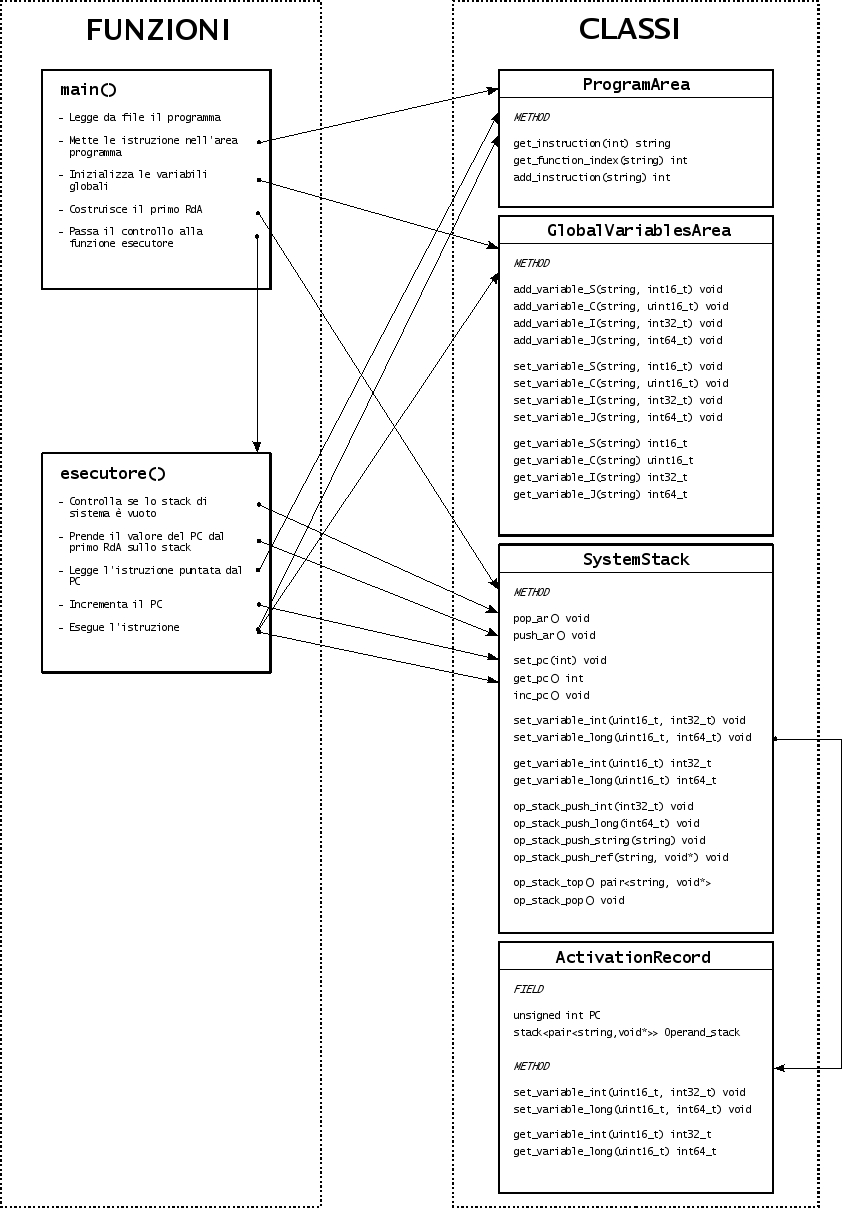 FUNZIONI
main()
- Legge da file il programma
- Mette le istruzione nell'area
programma
- Inizializza le variabili
globali
- Costruisce il primo RdA
- Passa il controllo alla
funzione esecutore
esecutore()
- Controlla se lo stack di
sistema è vuoto
- Prende il valore del PC dal
primo RdA sullo stack
- Legge l'istruzione puntata dal
PC
- Incrementa il PC
- Esegue l'istruzione
CLASSI
ProgramArea
METHOD
get_instruction(int) string
get_function_index(string) int
add_instruction(string) int
GlobalVariablesArea
METHOD
add_variable_S(string, int16_t) void
add_variable_C(string, uint16_t) void
add_variable_I(string, int32_t) void
add_variable_J(string, int64_t) void
set_variable_S(string, int16_t) void
set_variable_C(string, uint16_t) void
set_variable_I(string, int32_t) void
set_variable_J(string, int64_t) void
get_variable_S(string) int16_t
get_variable_C(string) uint16_t
get_variable_I(string) int32_t
get_variable_J(string) int64_t
SystemStack
METHOD
pop_ar() void
push_ar() void
set_pc(int) void
get_pc() int
inc_pc() void
set_variable_int(uint16_t, int32_t) void
set_variable_long(uint16_t, int64_t) void
get_variable_int(uint16_t) int32_t
get_variable_long(uint16_t) int64_t
op_stack_push_int(int32_t) void
op_stack_push_long(int64_t) void
op_stack_push_string(string) void
op_stack_push_ref(string, void*) void
op_stack_top() pair<string, void*>
op_stack_pop() void
ActivationRecord
FIELD
unsigned int PC
stack<pair<string,void*>> Operand_stack
METHOD
set_variable_int(uint16_t, int32_t) void
set_variable_long(uint16_t, int64_t) void
get_variable_int(uint16_t) int32_t
get_variable_long(uint16_t) int64_t